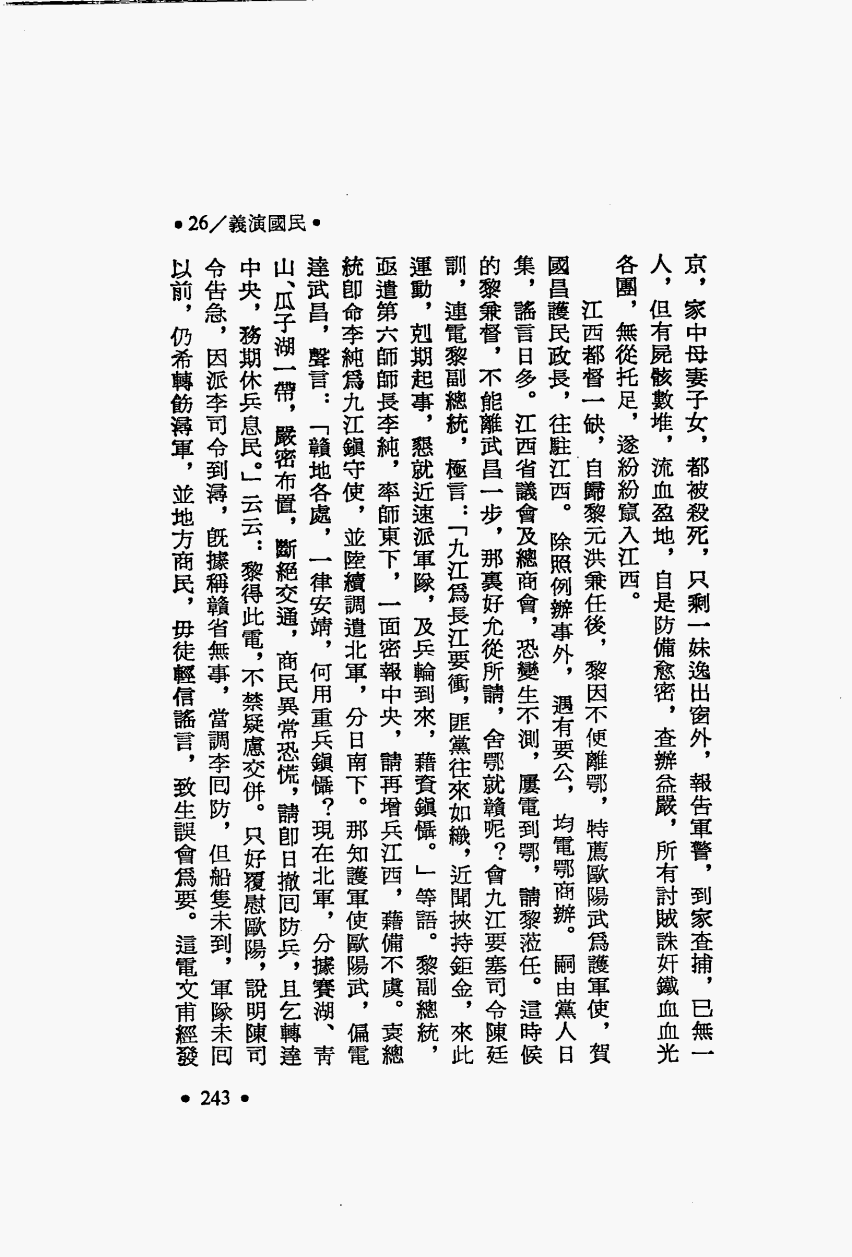 •26/義演國民•
京，家中母妻子女，都被殺死，只剩一妹逸出窗外，報告軍警，到家查捕，已無一
人，但有屍骸數堆，流血盈地，自是防備愈密，查辦益嚴，所有討賊誅奸鐵血血光
各團，無從托足，遂紛紛竄入江西。
江西都督一缺，自歸黎元洪兼任後，黎因不便離鄂，特薦歐陽武爲護軍使，賀
國昌護民政長，往駐江西。除照例辦事外，遇有要公，均電鄂商辦。嗣由黨人日
集，謠言日多。江西省議會及總商會，恐變生不測，屢電到鄂，請黎蒞任。這時候
的黎兼督，不能離武昌一步，那裏好允從所請，舍鄂就贛呢？會九江要塞司令陳廷
訓，連電黎副總統，極言：「九江爲長江要衝，匪黨往來如織，近聞挾持鉅金，來此
運動，剋期起事，懇就近速派軍隊，及兵輪到來，藉資鎭懾。」等語。黎副總統，
亟遣第六師師長李純，率師東下，一面密報中央，請再增兵江西，藉備不虞。袁總
統卽命李純爲九江鎭守使，並陸續調遣北軍，分日南下。那知護軍使歐陽武，偏電
達武昌，聲言：「贛地各處，一律安靖，何用重兵鎭懾？現在北軍，分據賽湖、靑
山、瓜子湖一帶，嚴密布置，斷絕交通，商民異常恐慌，請卽日撤回防兵，且乞轉達
中央，務期休兵息民。」云云：黎得此電，不禁疑慮交併。只好覆慰歐陽，說明陳司
令告急，因派李司令到潯，旣據稱贛省無事，當調李回防，但船隻未到，軍隊未回
以前，仍希轉飭潯軍，並地方商民，毋徒輕信謠言，致生誤會爲要。這電文甫經發
•243•